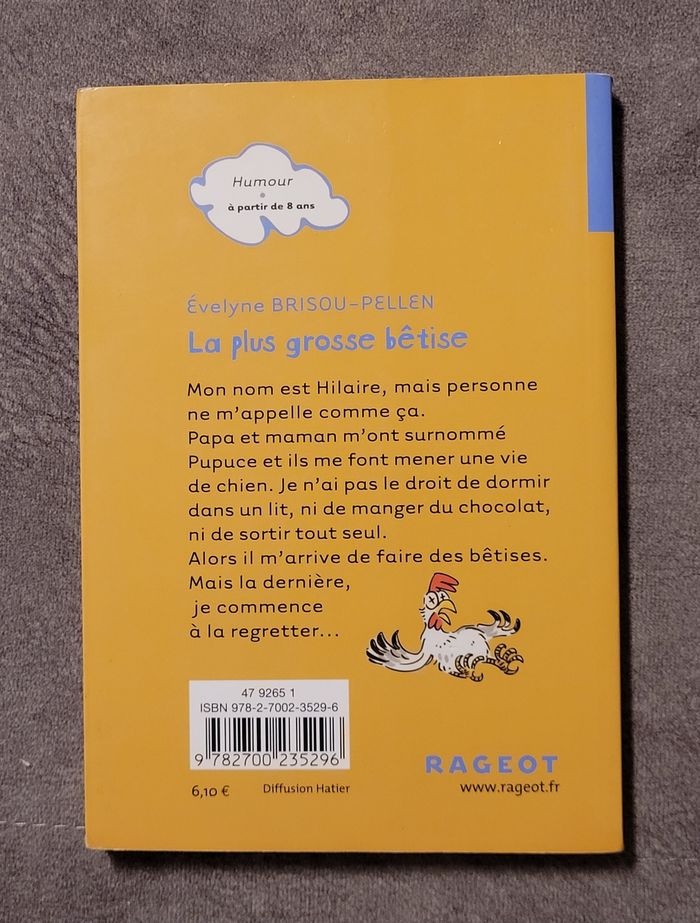 Humour
à partir de 8 ans
Évelyne BRISOU-PELLEN
La plus grosse bêtise
Mon nom est Hilaire, mais personne
ne m'appelle comme ça.
Papa et maman m'ont surnommé
Pupuce et ils me font mener une vie
de chien. Je n'ai pas le droit de dormir
dans un lit, ni de manger du chocolat,
ni de sortir tout seul.
Alors il m'arrive de faire des bêtises.
Mais la dernière,
je commence
à la regretter...
47 9265 1
ISBN 978-2-7002-3529-6
9 782700 235296
6,10 €
Diffusion Hatier
RAGEOT
www.rageot.fr